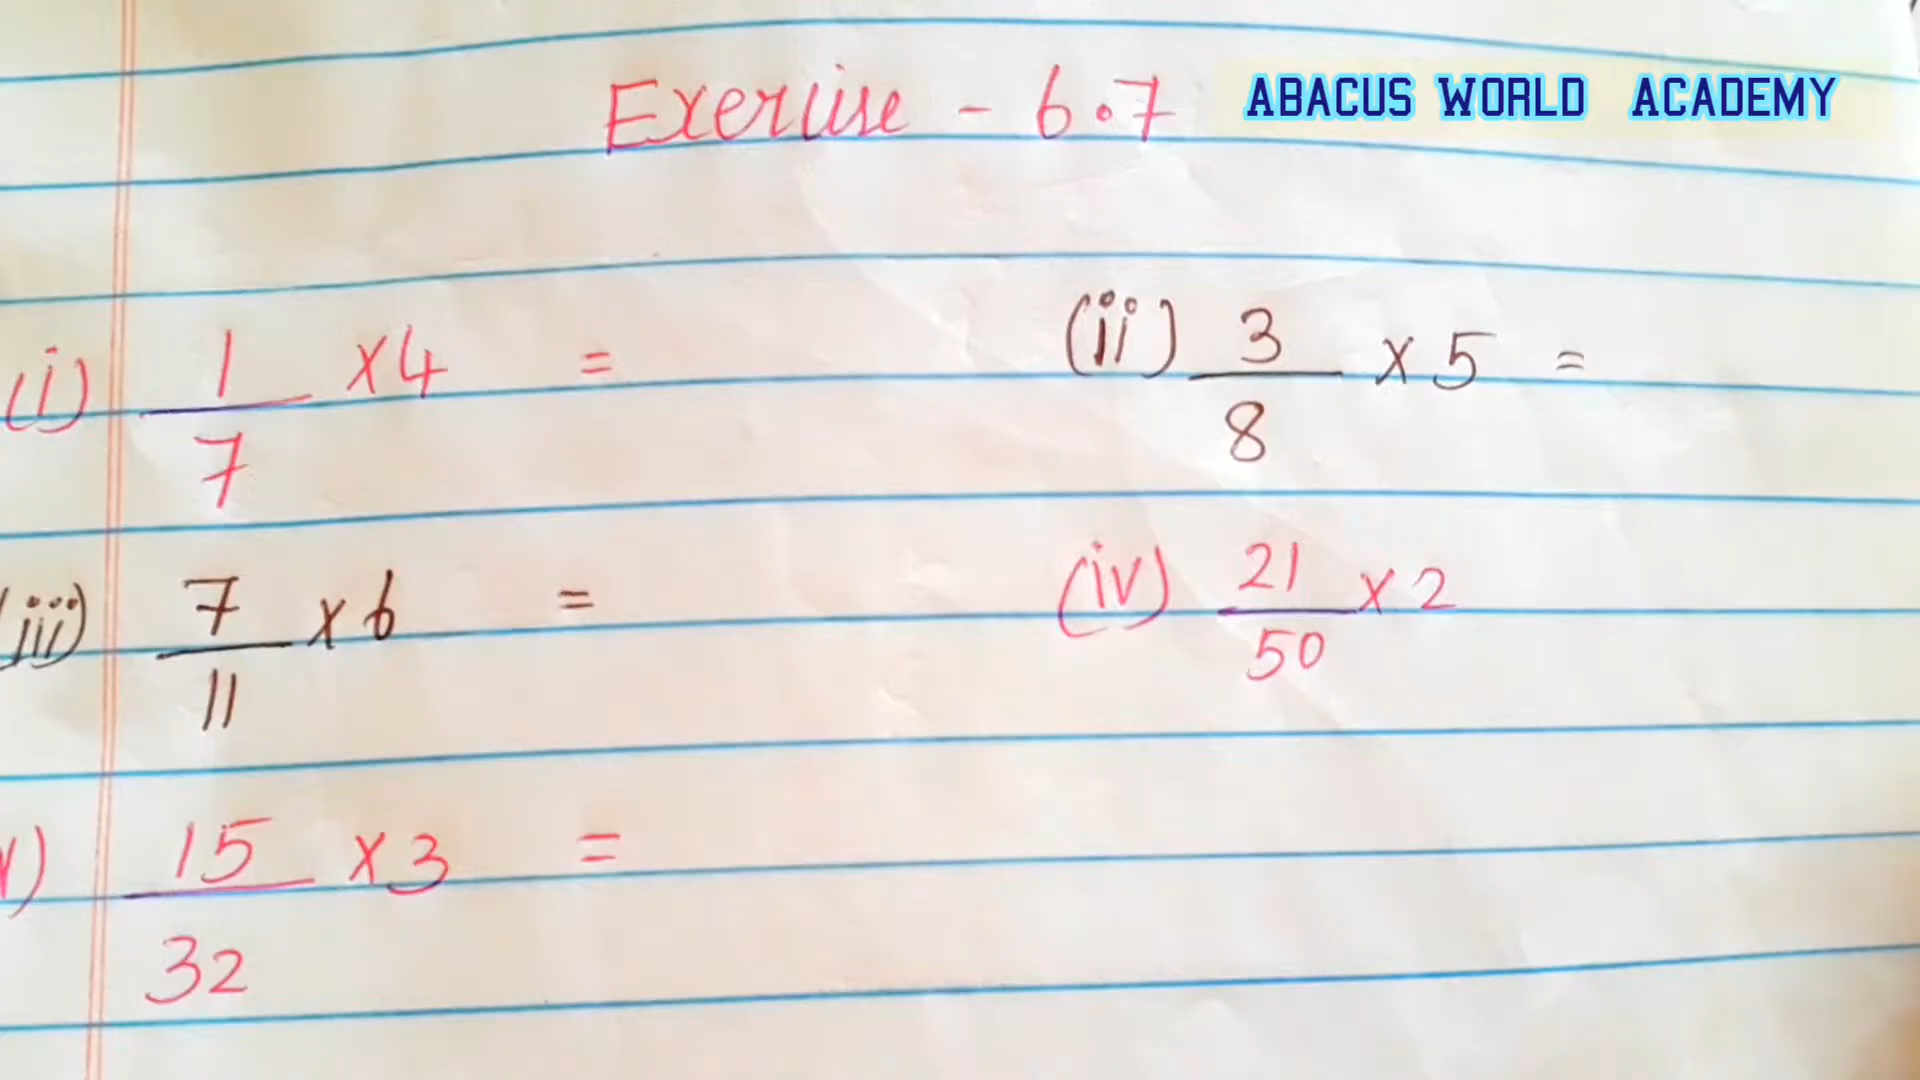 Exercise - 6.7
ABACUS WORLD ACADEMY
(i) 1/7 x4 =
(ii) 3/8 x 5 =
(iii) 7/11 x 6 =
(iv) 21/50 x 2
v) 15/32 x3 =